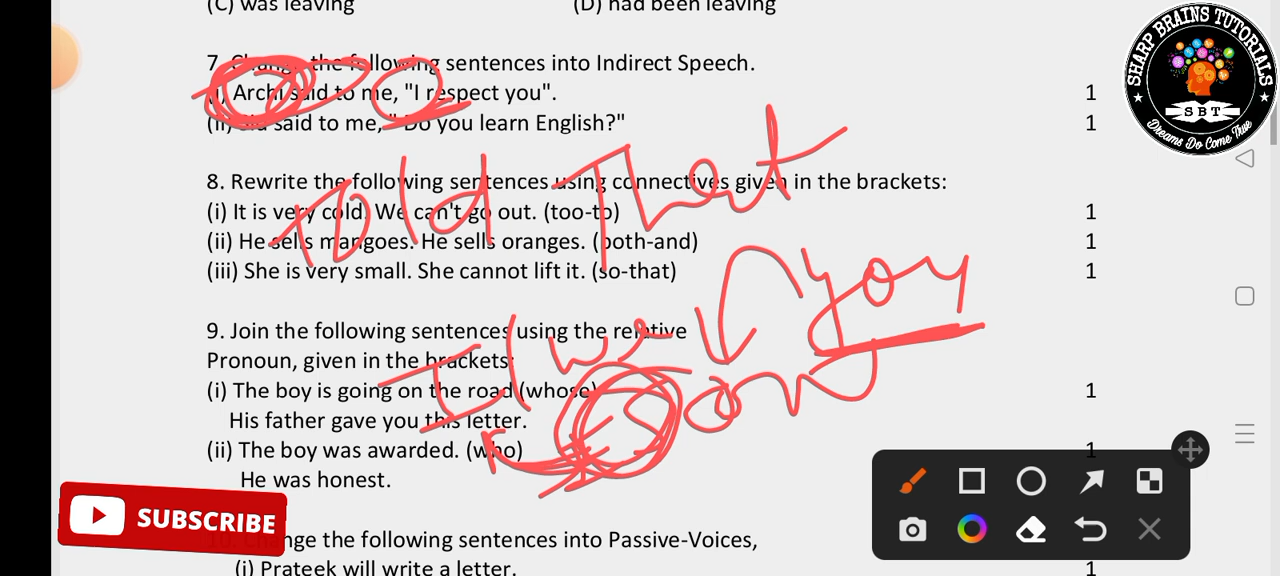 (C) was leaving (D) had been leaving
7. Change the following sentences into Indirect Speech.
(i) Archi said to me, "I respect you". 1
(ii) said to me, "Do you learn English?" 1
told That
8. Rewrite the following sentences using connectives given in the brackets:
(i) It is very cold. We can't go out. (too-to) 1
(ii) He sells mangoes. He sells oranges. (both-and) 1
(iii) She is very small. She cannot lift it. (so-that) 1
I/we you
9. Join the following sentences using the relative
Pronoun, given in the brackets:
(i) The boy is going on the road (whose) 1
His father gave you this letter.
(ii) The boy was awarded. (who) 1
He was honest.
10. Change the following sentences into Passive-Voices,
(i) Prateek will write a letter. 1
SUBSCRIBE
SHARP BRAINS TUTORIALS
SBT
Dreams Do Come True